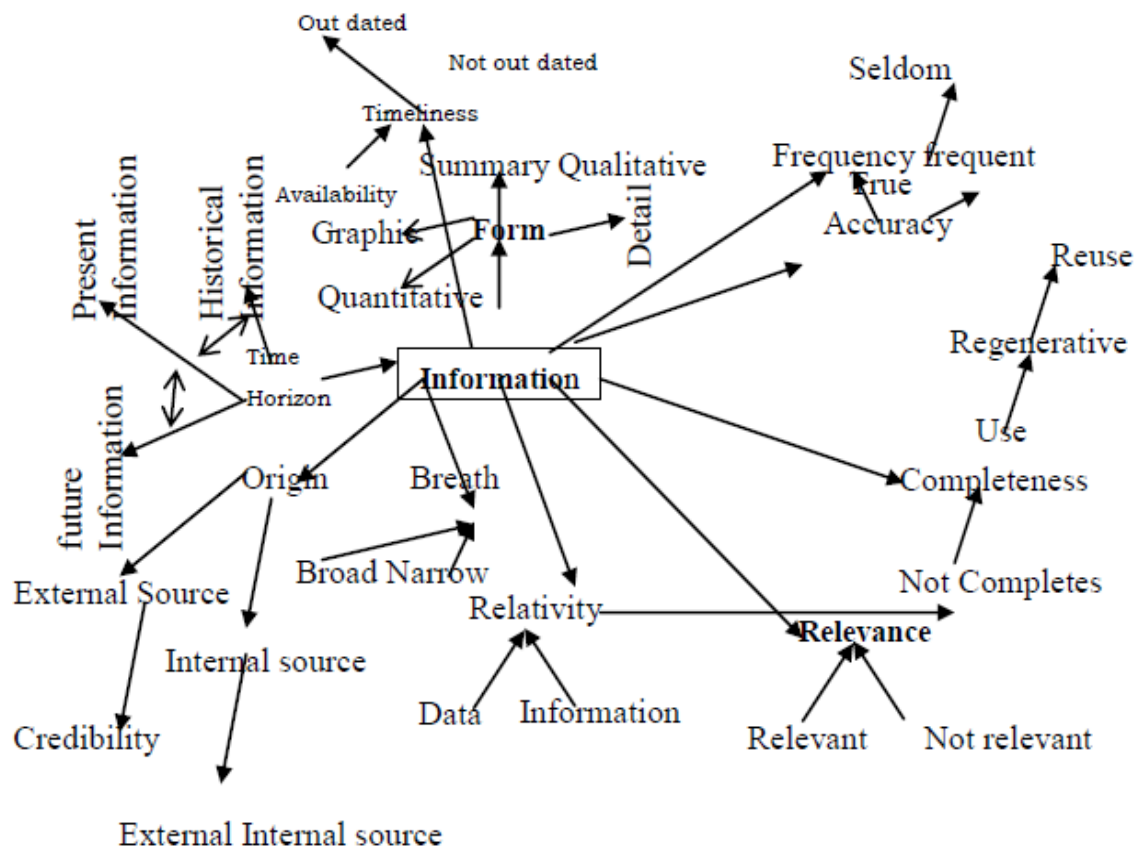 Out dated
Not out dated
Seldom
Timeliness
Summary Qualitative
Frequency frequent
True
Availability
Accuracy
Present
Information
Historical
Information
Graphic
Form
Detail
Reuse
Quantitative
Regenerative
Time
Horizon
Information
Use
future
Information
Origin
Breath
Completeness
External Source
Broad Narrow
Not Completes
Relativity
Relevance
Internal source
Data
Information
Credibility
Relevant
Not relevant
External Internal source